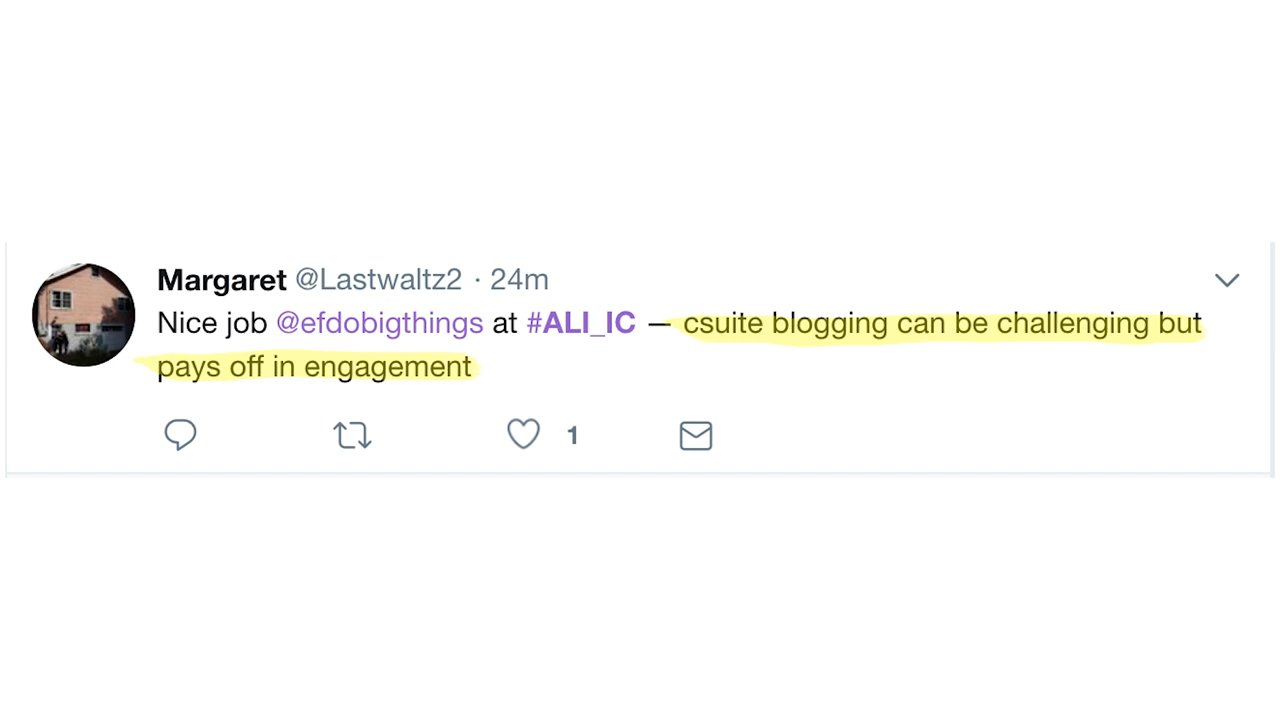 Margaret @Lastwaltz2 · 24m
Nice job @efdobigthings at #ALI_IC — csuite blogging can be challenging but
pays off in engagement
1